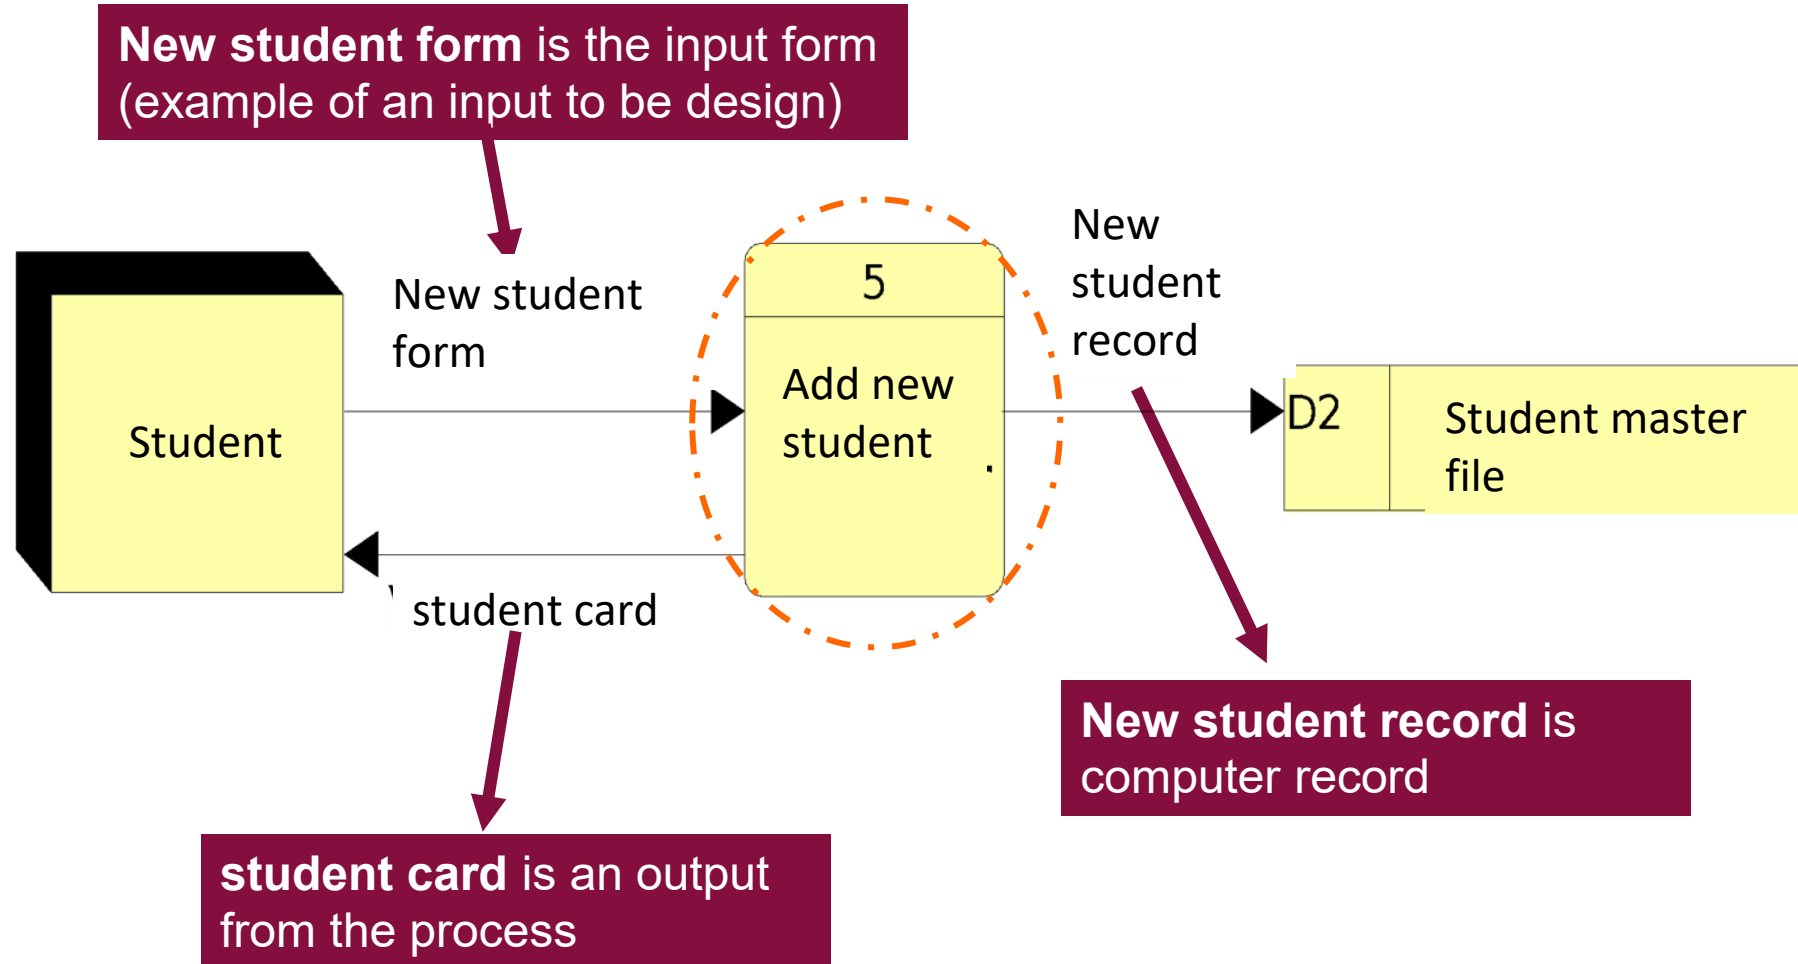 New student form is the input form
(example of an input to be design)
New student
form
Student
student card
5
Add new
student
.
New
student
record
D2
Student master
file
New student record is
computer record
student card is an output
from the process